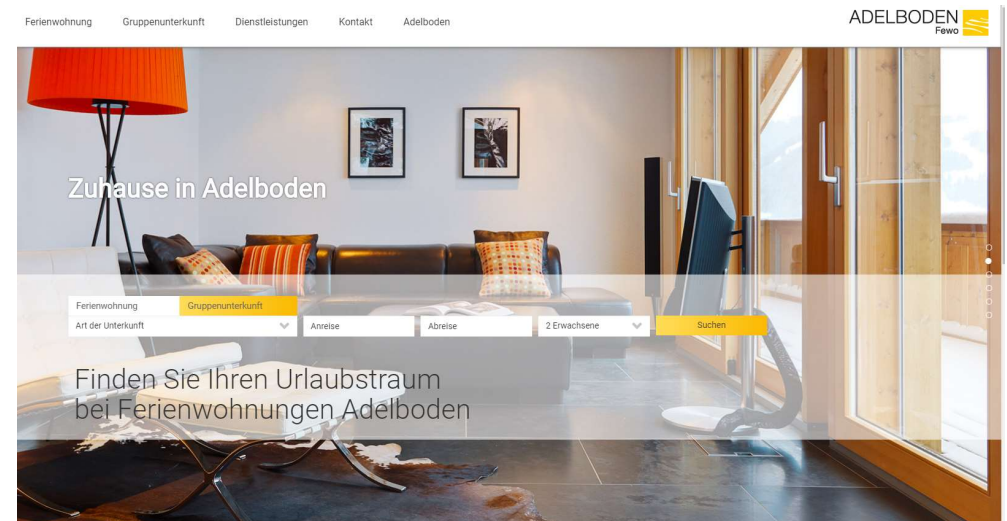 Ferienwohnung Gruppenunterkunft Dienstleistungen Kontakt Adelboden
ADELBODEN
Fewo
Zuhause in Adelboden
Ferienwohnung Gruppenunterkunft
Art der Unterkunft Anreise Abreise 2 Erwachsene Suchen
Finden Sie Ihren Urlaubstraum
bei Ferienwohnungen Adelboden